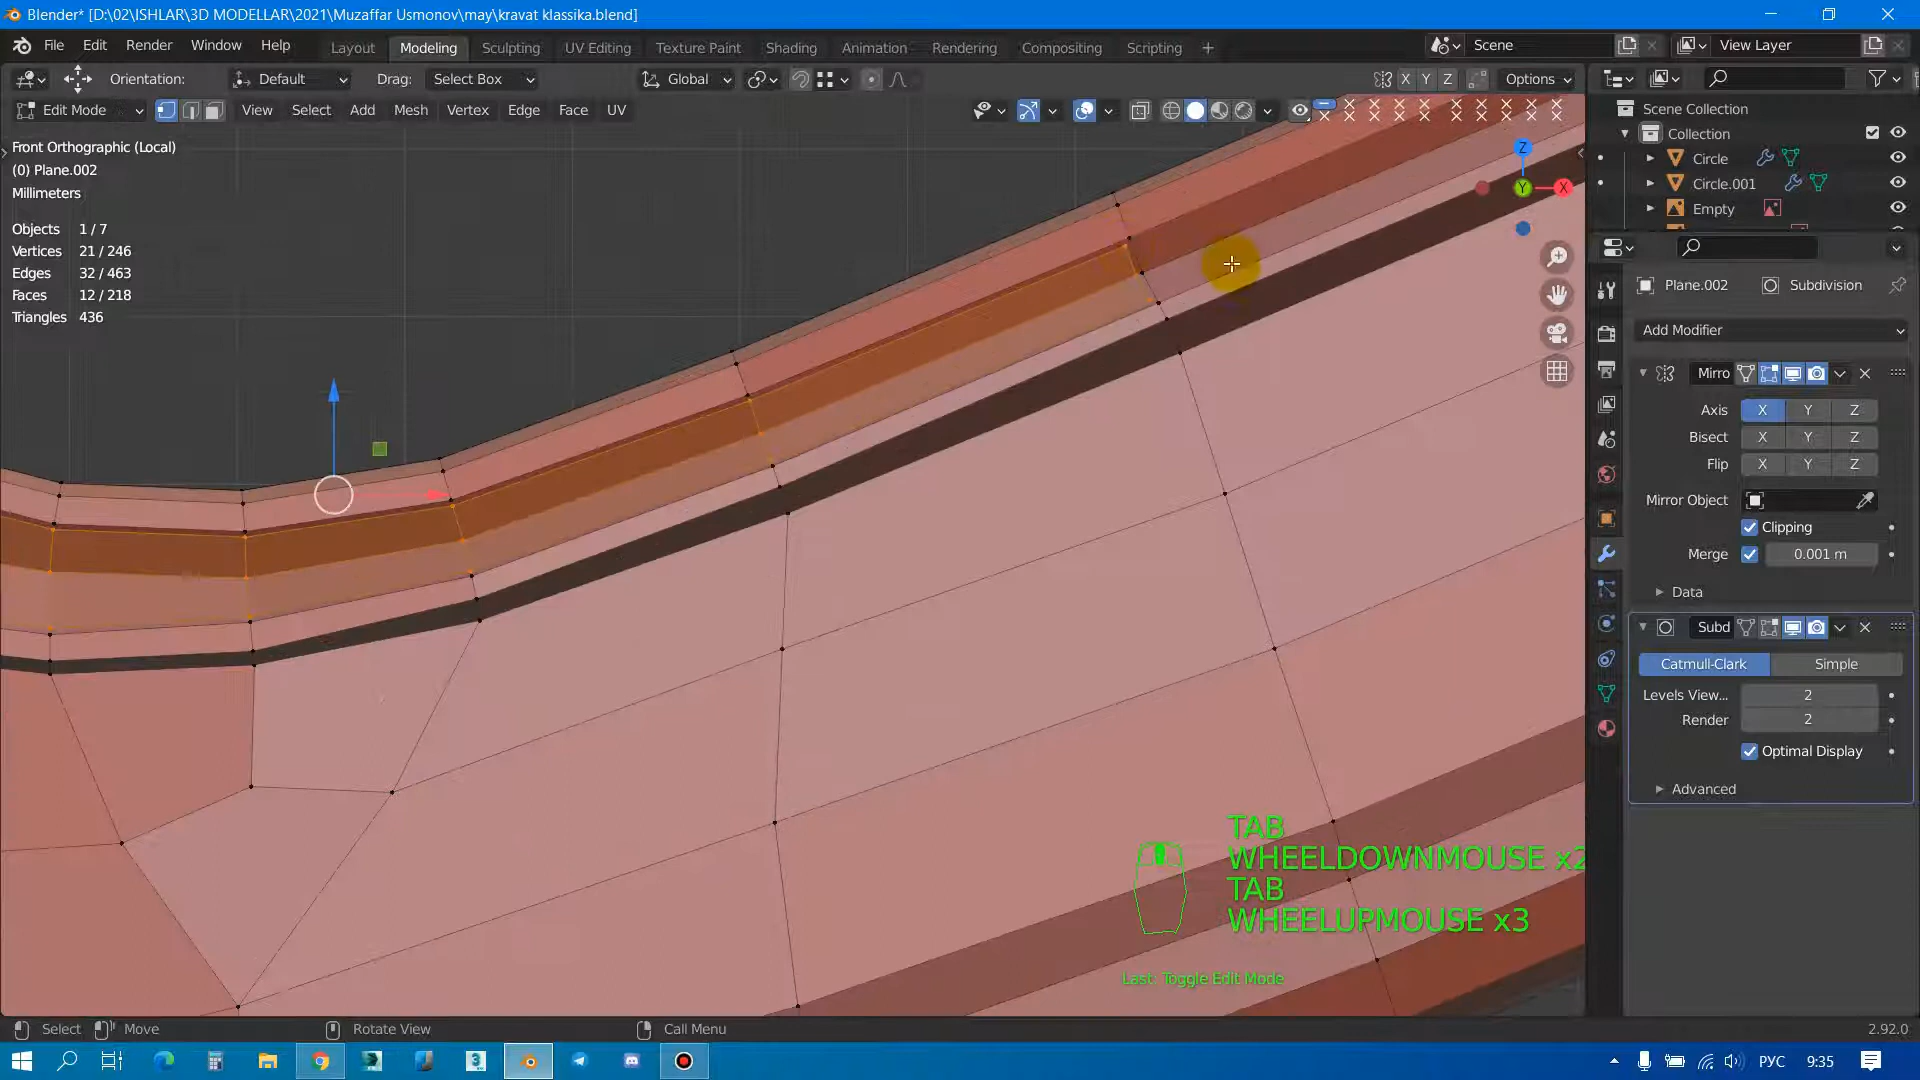 Blender* [D:\02\ISHLAR\3D MODELLAR\2021\Muzaffar Usmonov\may\kravat klassika.blend]
File Edit Render Window Help Layout Modeling Sculpting UV Editing Texture Paint Shading Animation Rendering Compositing Scripting + Scene View Layer
Orientation: Default Drag: Select Box Global X Y Z Options
Edit Mode View Select Add Mesh Vertex Edge Face UV
Scene Collection
Collection
Circle
Circle.001
Empty
Front Orthographic (Local)
(0) Plane.002
Millimeters
Objects 1 / 7
Vertices 21 / 246
Edges 32 / 463
Faces 12 / 218
Triangles 436
Z
Y
X
Plane.002 Subdivision
Add Modifier
Mirro
Axis X Y Z
Bisect X Y Z
Flip X Y Z
Mirror Object
Clipping
Merge 0.001 m
Data
Subd
Catmull-Clark Simple
Levels View... 2
Render 2
Optimal Display
Advanced
TAB
WHEELDOWNMOUSE x2
TAB
WHEELUPMOUSE x3
Last: Toggle Edit Mode
Select Move Rotate View Call Menu 2.92.0
РУС 9:35